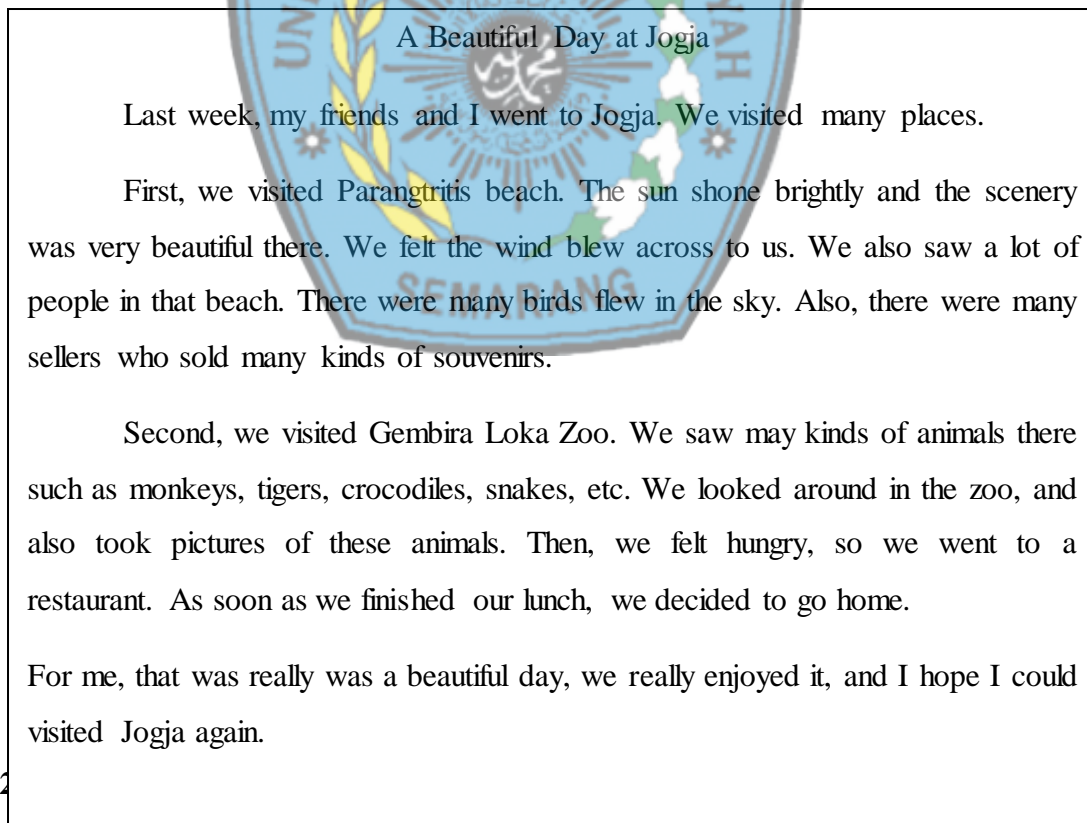 A Beautiful Day at Jogja
Last week, my friends and I went to Jogja. We visited many places.
First, we visited Parangtritis beach. The sun shone brightly and the scenery
was very beautiful there. We felt the wind blew across to us. We also saw a lot of
people in that beach. There were many birds flew in the sky. Also, there were many
sellers who sold many kinds of souvenirs.
SEMARANG
Second, we visited Gembira Loka Zoo. We saw may kinds of animals there
such as monkeys, tigers, crocodiles, snakes, etc. We looked around in the zoo, and
also took pictures of these animals. Then, we felt hungry, so we went to a
restaurant. As soon as we finished our lunch, we decided to go home.
For me, that was really was a beautiful day, we really enjoyed it, and I hope I could
visited Jogja again.